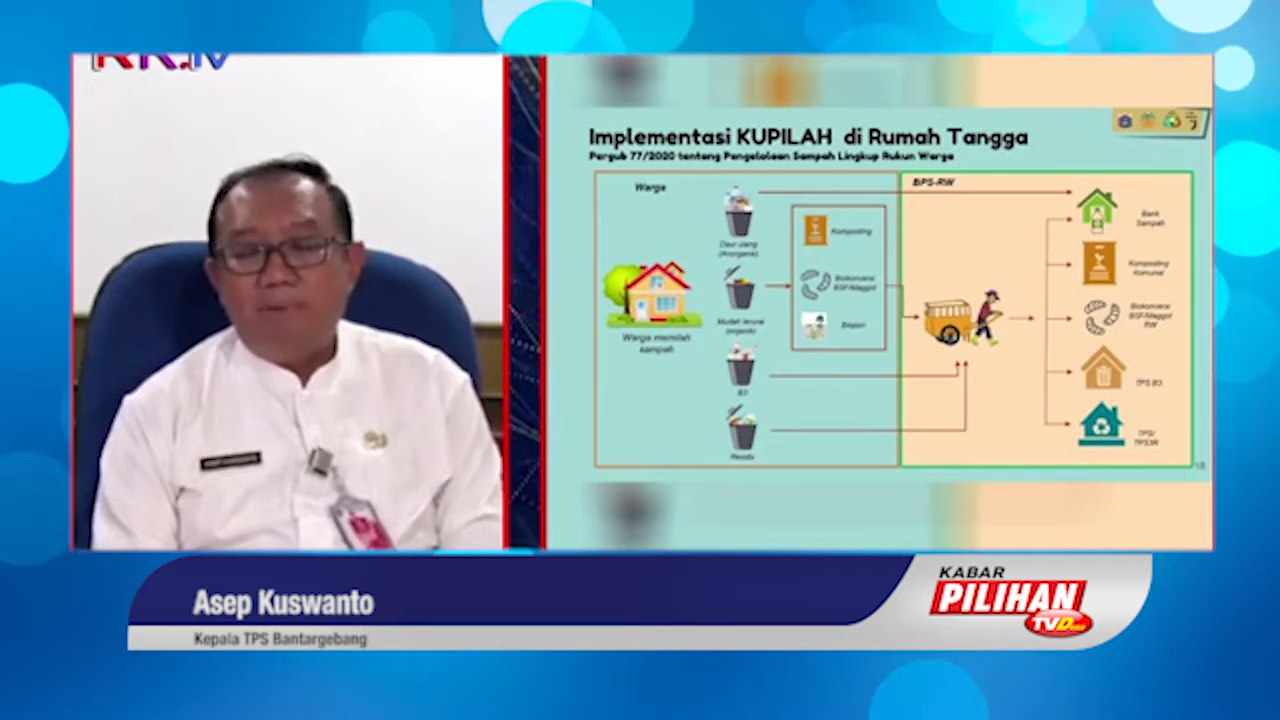 Implementasi KUPILAH di Rumah Tangga
Pergub 77/2020 tentang Pengelolaan Sampah Lingkup Rukun Warga
Warga
BPS-RW
Daur ulang
(Anorganik)
Komposting
Bank
Sampah
Mudah terurai
(organik)
Biokonversi
BSF/Maggot
Komposting
Komunal
Biopori
Biokonversi
BSF/Maggot
RW
Warga memilah
sampah
B3
TPS B3
Residu
TPS/
TPS3R
18
Asep Kuswanto
Kepala TPS Bantargebang
KABAR
PILIHAN
TVD